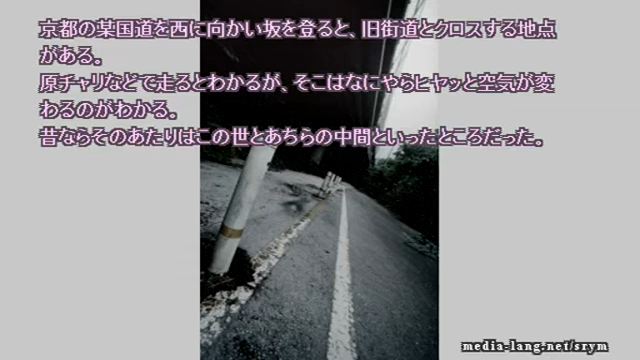 京都の某国道を西に向かい坂を登ると、旧街道とクロスする地点
がある。
原チャリなどで走るとわかるが、そこはなにやらヒヤッと空気が変
わるのがわかる。
昔ならそのあたりはこの世とあちらの中間といったところだった。
media-lang.net/srym